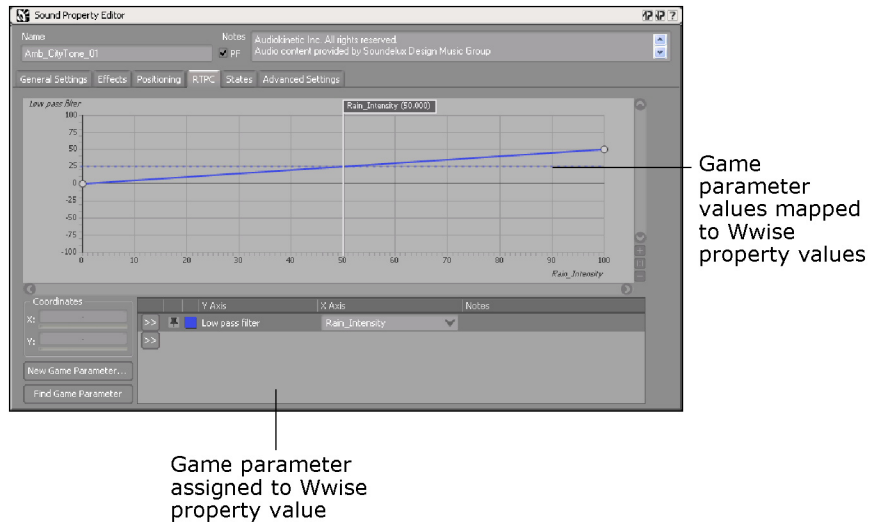 Sound Property Editor
Name
Notes
Amb_CityTone_01
PF
Audiokinetic Inc. All rights reserved.
Audio content provided by Soundelux Design Music Group
General Settings Effects Positioning RTPC States Advanced Settings
Low pass filter
Rain_Intensity (50.000)
100
75
50
25
0
-25
-50
-75
-100
0 10 20 30 40 50 60 70 80 90 100
Rain_Intensity
Game
parameter
values mapped
to Wwise
property values
Coordinates
X:
Y:
Y Axis X Axis Notes
>> Low pass filter Rain_Intensity
>>
New Game Parameter...
Find Game Parameter
Game parameter
assigned to Wwise
property value